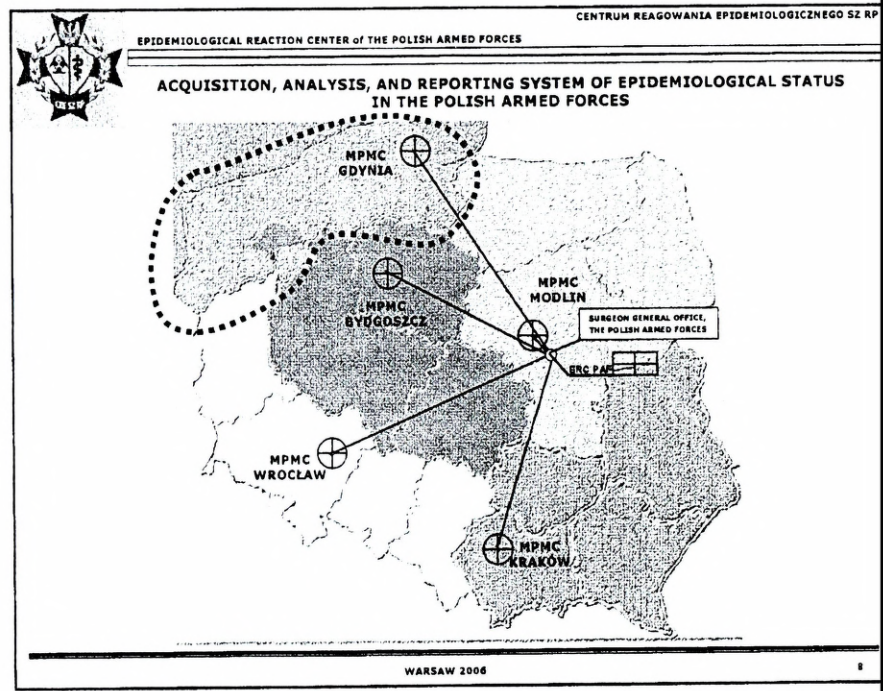 CENTRUM REAGOWANIA EPIDEMIOLOGICZNEGO SZ RP
EPIDEMIOLOGICAL REACTION CENTER of THE POLISH ARMED FORCES
ACQUISITION, ANALYSIS, AND REPORTING SYSTEM OF EPIDEMIOLOGICAL STATUS
IN THE POLISH ARMED FORCES
MPMC
GDYNIA
MPMC
BYDGOSZCZ
MPMC
MODLIN
SURGEON GENERAL OFFICE,
THE POLISH ARMED FORCES
ERC PAF
MPMC
WROCŁAW
MPMC
KRAKÓW
WARSAW 2006
8